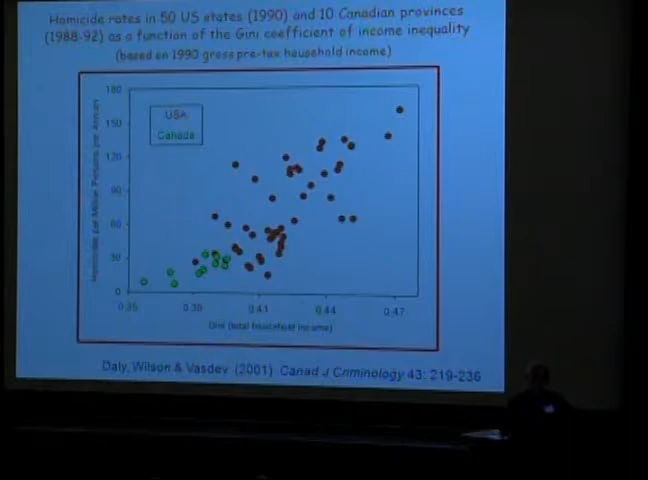 Homicide rates in 50 US states (1990) and 10 Canadian provinces
(1988-92) as a function of the Gini coefficient of income inequality
(based on 1990 gross pre-tax household income)
180
150
120
90
60
30
0
USA
Canada
Homicides per Million Persons per Annum
0.35
0.38
0.41
0.44
0.47
Gini (total household income)
Daly, Wilson & Vasdev (2001) Canad J Criminology 43: 219-236